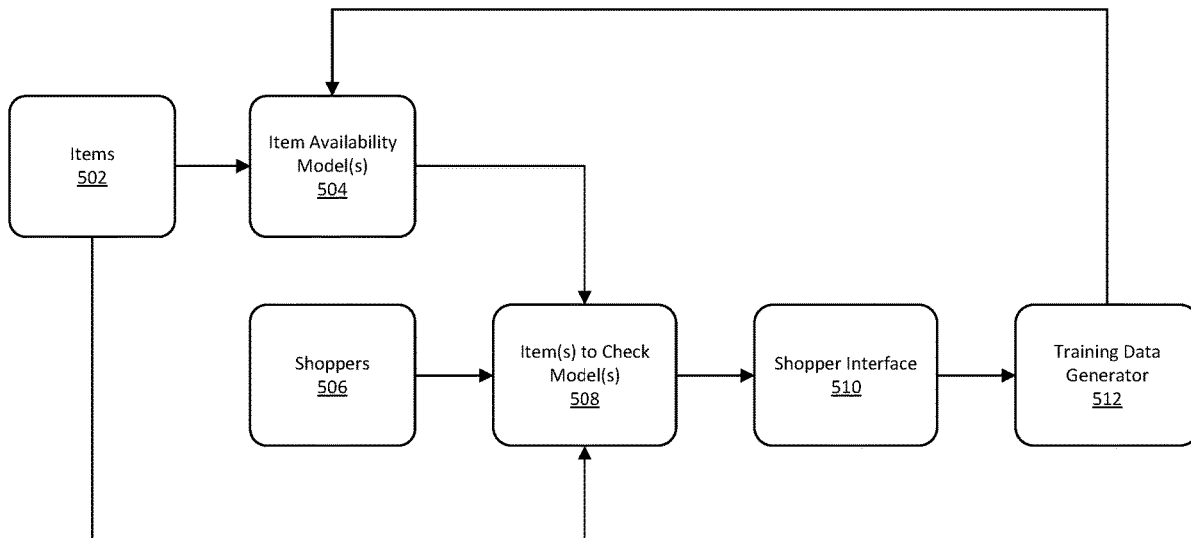 Items
502
Item Availability
Model(s)
504
Shoppers
506
Item(s) to Check
Model(s)
508
Shopper Interface
510
Training Data
Generator
512